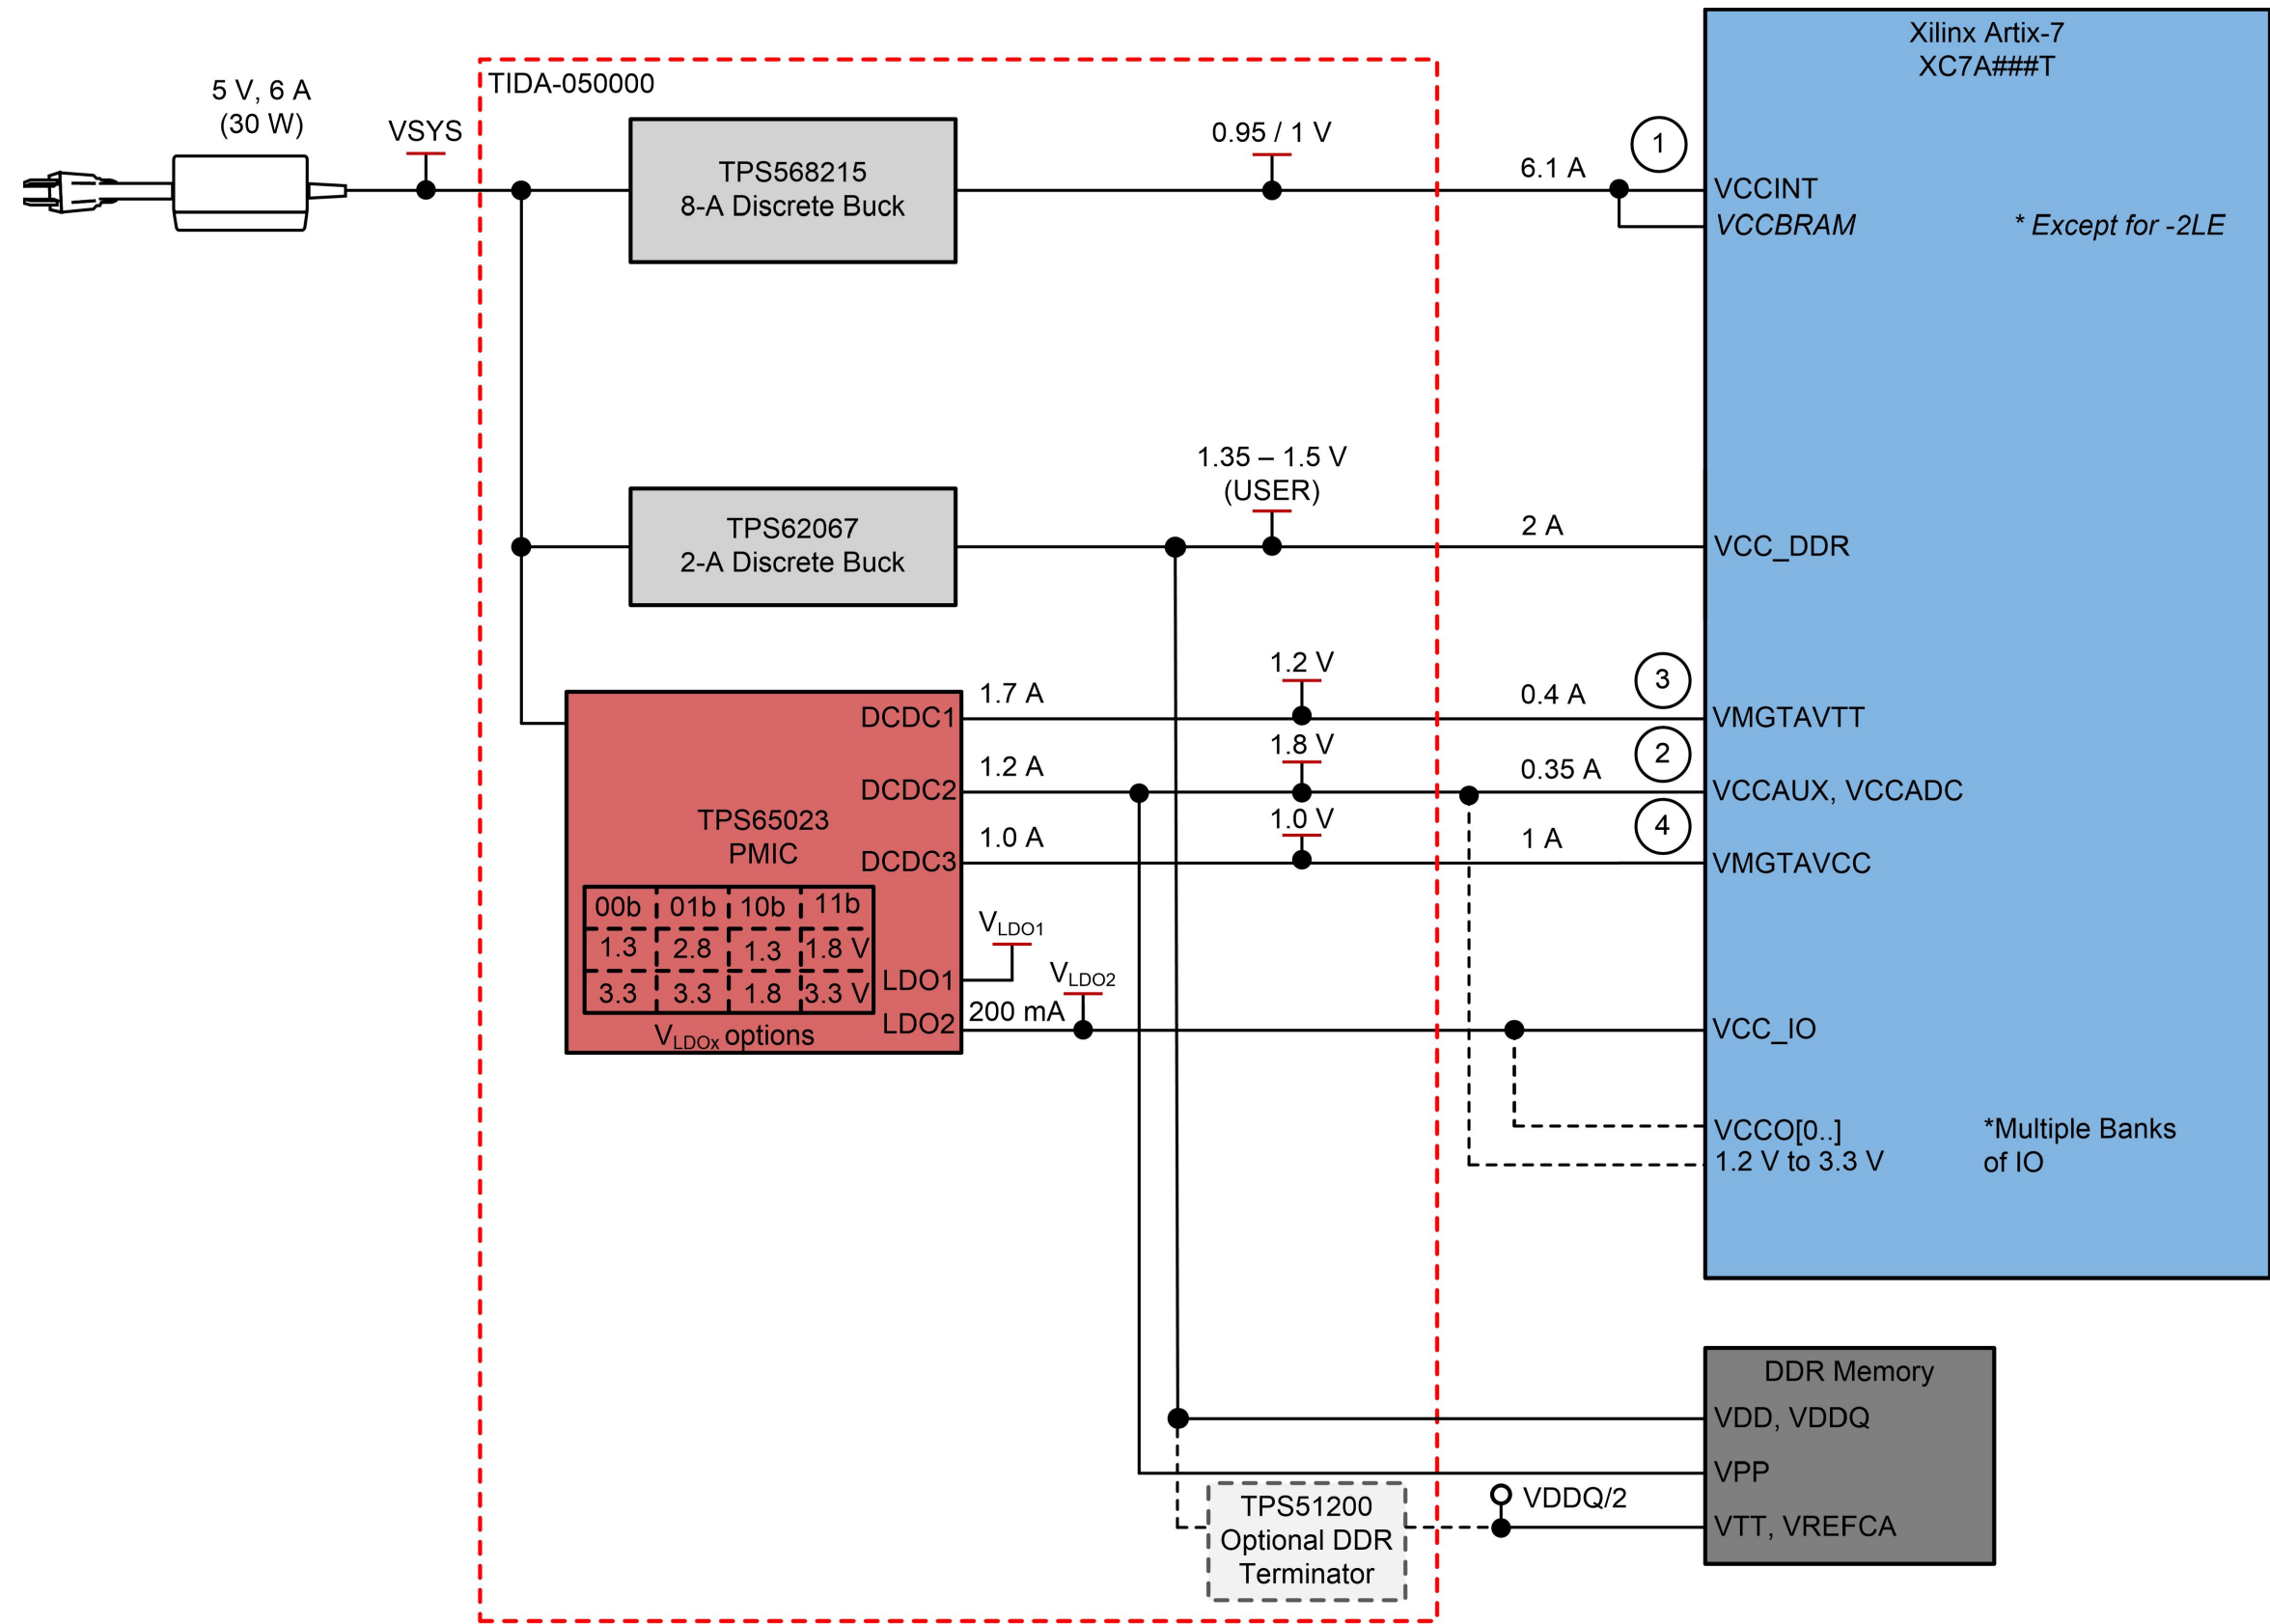 Xilinx Artix-7
XC7A###T
TIDA-050000
5 V, 6 A
(30 W)
VSYS
TPS568215
8-A Discrete Buck
0.95 / 1 V
6.1 A
1
VCCINT
VCCBRAM
* Except for -2LE
1.35 – 1.5 V
(USER)
TPS62067
2-A Discrete Buck
2 A
VCC_DDR
DCDC1
1.7 A
1.2 V
0.4 A
3
VMGTAVTT
DCDC2
1.2 A
1.8 V
0.35 A
2
VCCAUX, VCCADC
TPS65023
PMIC
DCDC3
1.0 A
1.0 V
1 A
4
VMGTAVCC
00b 01b 10b 11b
1.3 2.8 1.3 1.8 V
3.3 3.3 1.8 3.3 V
VLDOx options
LDO1
VLDO1
LDO2
200 mA
VLDO2
VCC_IO
VCCO[0..]
1.2 V to 3.3 V
*Multiple Banks
of IO
DDR Memory
VDD, VDDQ
VPP
TPS51200
Optional DDR
Terminator
VDDQ/2
VTT, VREFCA